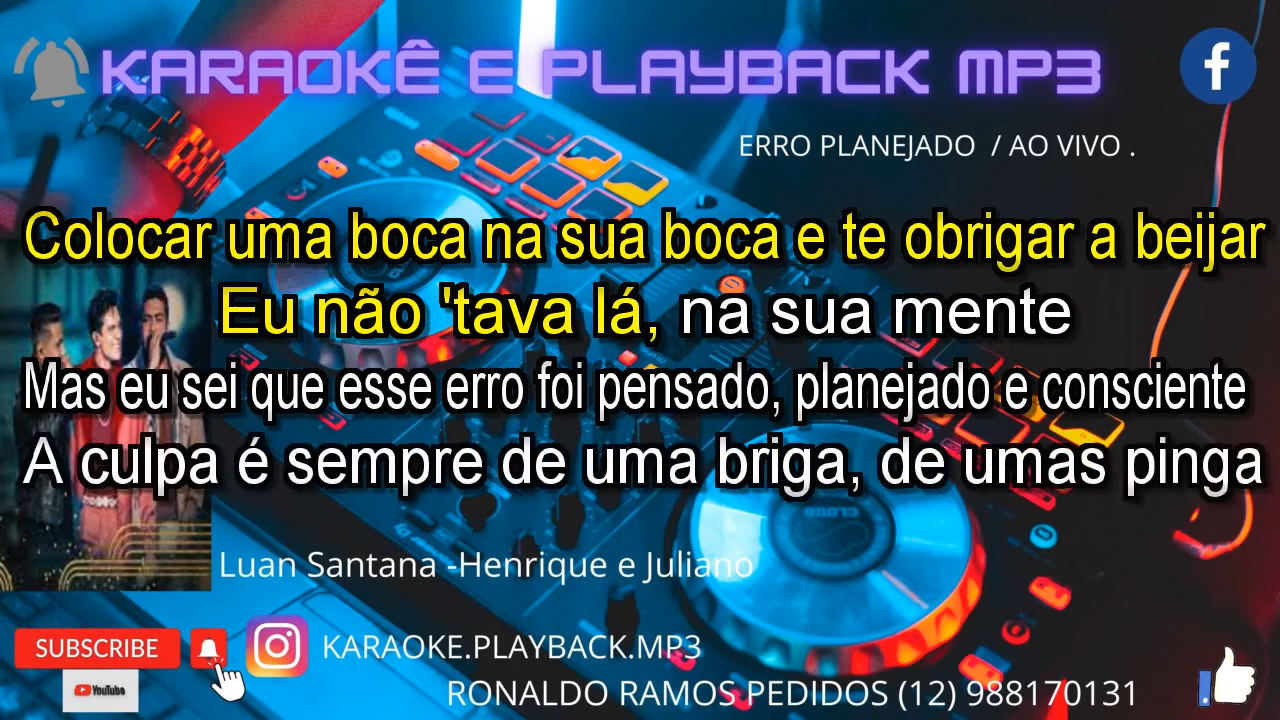 KARAOKÊ E PLAYBACK MP3
ERRO PLANEJADO / AO VIVO .
Colocar uma boca na sua boca e te obrigar a beijar
Eu não 'tava lá, na sua mente
Mas eu sei que esse erro foi pensado, planejado e consciente
A culpa é sempre de uma briga, de umas pinga
Luan Santana -Henrique e Juliano
SUBSCRIBE
KARAOKE.PLAYBACK.MP3
YouTube
RONALDO RAMOS PEDIDOS (12) 988170131